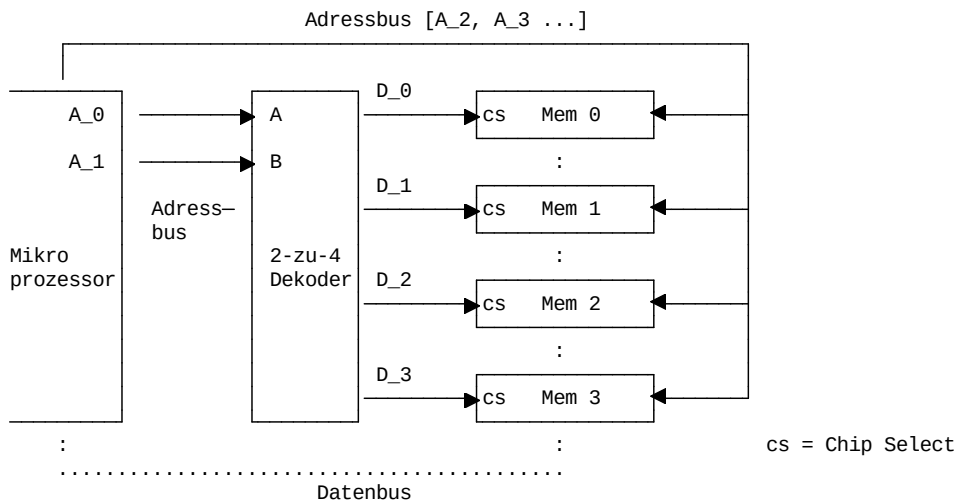 Adressbus [A_2, A_3 ...]
D_0
A_0 A cs Mem 0
A_1 B
D_1
Adress—
bus
cs Mem 1
Mikro
prozessor
2-zu-4
Dekoder
D_2
cs Mem 2
D_3
cs Mem 3
cs = Chip Select
Datenbus